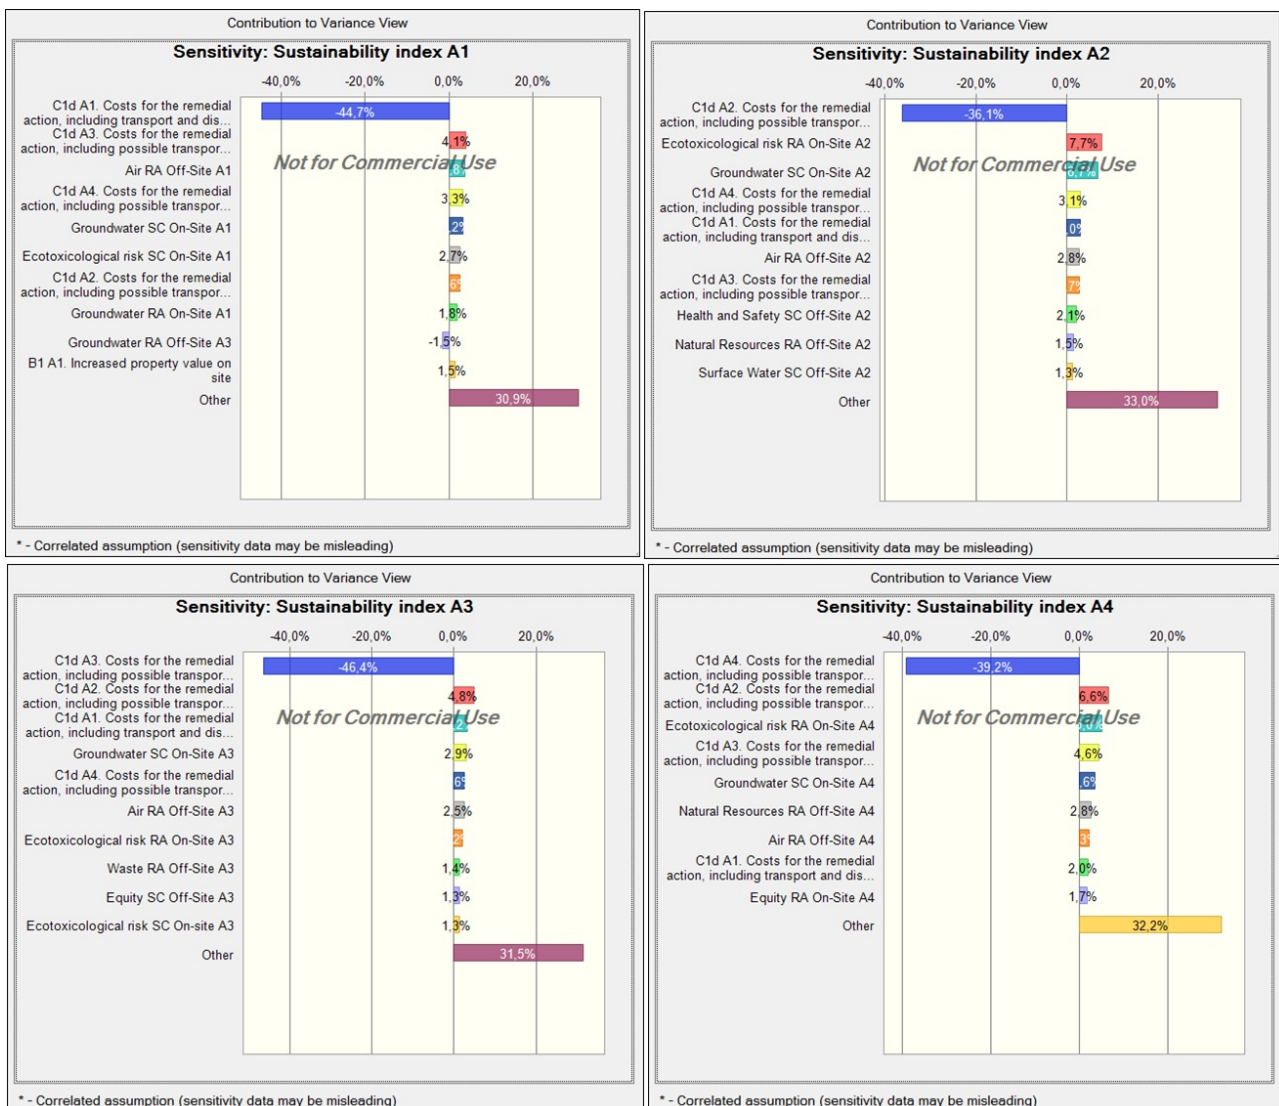 Contribution to Variance View
Sensitivity: Sustainability index A1
-40,0% -20,0% 0,0% 20,0%
C1d A1. Costs for the remedial
action, including transport and dis...
-44,7%
C1d A3. Costs for the remedial
action, including possible transpor...
4,1%
Not for Commercial Use
Air RA Off-Site A1
C1d A4. Costs for the remedial
action, including possible transpor...
3,3%
Groundwater SC On-Site A1
Ecotoxicological risk SC On-Site A1
2,7%
C1d A2. Costs for the remedial
action, including possible transpor...
Groundwater RA On-Site A1
1,8%
Groundwater RA Off-Site A3
-1,5%
B1 A1. Increased property value on
site
1,5%
Other
30,9%
* - Correlated assumption (sensitivity data may be misleading)
Contribution to Variance View
Sensitivity: Sustainability index A2
-40,0% -20,0% 0,0% 20,0%
C1d A2. Costs for the remedial
action, including possible transpor...
-36,1%
Ecotoxicological risk RA On-Site A2
7,7%
Not for Commercial Use
Groundwater SC On-Site A2
C1d A4. Costs for the remedial
action, including possible transpor...
3,1%
C1d A1. Costs for the remedial
action, including transport and dis...
Air RA Off-Site A2
2,8%
C1d A3. Costs for the remedial
action, including possible transpor...
Health and Safety SC Off-Site A2
2,1%
Natural Resources RA Off-Site A2
1,5%
Surface Water SC Off-Site A2
1,3%
Other
33,0%
* - Correlated assumption (sensitivity data may be misleading)
Contribution to Variance View
Sensitivity: Sustainability index A3
-40,0% -20,0% 0,0% 20,0%
C1d A3. Costs for the remedial
action, including possible transpor...
-46,4%
C1d A2. Costs for the remedial
action, including possible transpor...
4,8%
Not for Commercial Use
C1d A1. Costs for the remedial
action, including transport and dis...
Groundwater SC On-Site A3
2,9%
C1d A4. Costs for the remedial
action, including possible transpor...
Air RA Off-Site A3
2,5%
Ecotoxicological risk RA On-Site A3
Waste RA Off-Site A3
1,4%
Equity SC Off-Site A3
1,3%
Ecotoxicological risk SC On-Site A3
1,3%
Other
31,5%
* - Correlated assumption (sensitivity data may be misleading)
Contribution to Variance View
Sensitivity: Sustainability index A4
-40,0% -20,0% 0,0% 20,0%
C1d A4. Costs for the remedial
action, including possible transpor...
-39,2%
C1d A2. Costs for the remedial
action, including possible transpor...
6,6%
Not for Commercial Use
Ecotoxicological risk RA On-Site A4
C1d A3. Costs for the remedial
action, including possible transpor...
4,6%
Groundwater SC On-Site A4
Natural Resources RA Off-Site A4
2,8%
Air RA Off-Site A4
C1d A1. Costs for the remedial
action, including transport and dis...
2,0%
Equity RA On-Site A4
1,7%
Other
32,2%
* - Correlated assumption (sensitivity data may be misleading)